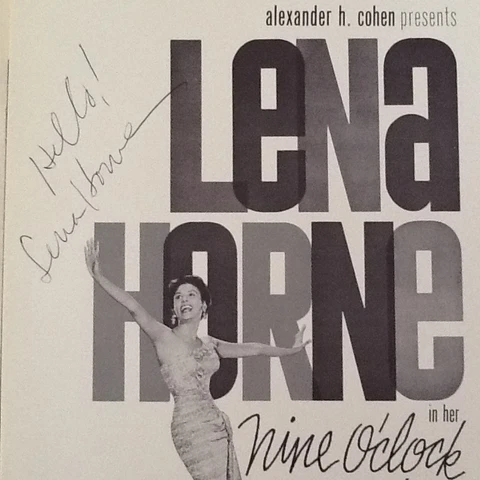 alexander h. cohen presents
Hello!
Lena Horne
LeNa
HORNe
in her
Nine O'clock